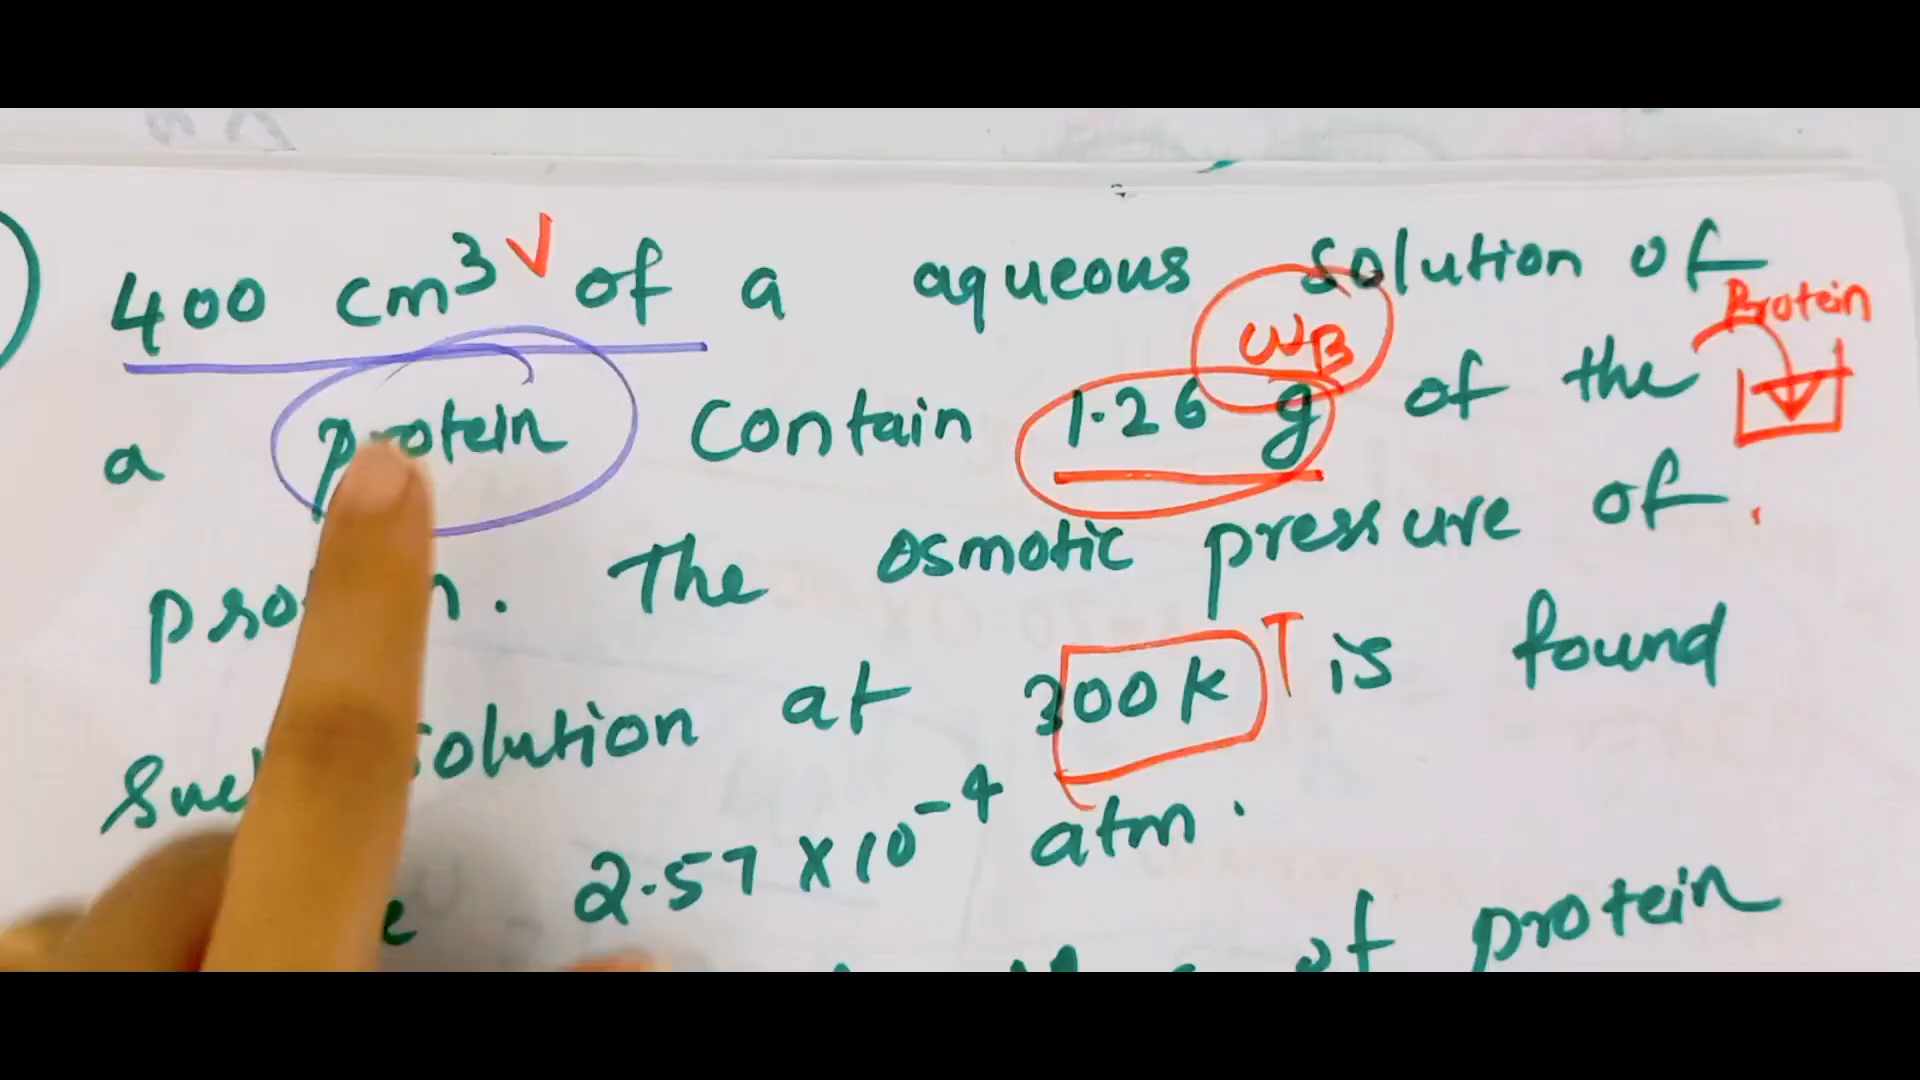 400 cm3 V of a aqueous solution of
Protein
WB
a protein contain 1.26 g of the
The osmotic pressure of
solution at 300 k T is found
2.57 x 10-4 atm.
of protein